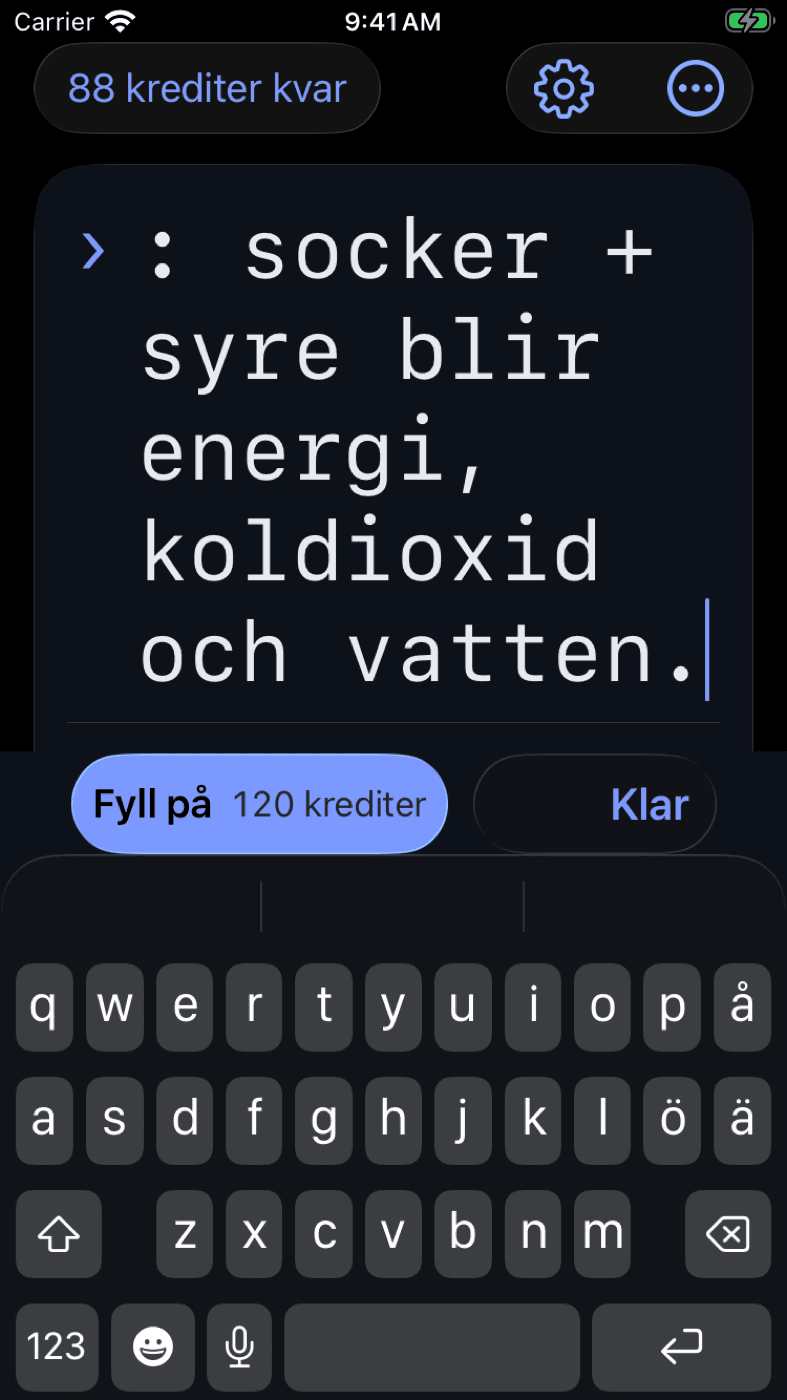 Carrier 9:41 AM
88 krediter kvar
› : socker +
syre blir
energi,
koldioxid
och vatten.
Fyll på 120 krediter Klar
q w e r t y u i o p å
a s d f g h j k l ö ä
z x c v b n m
123